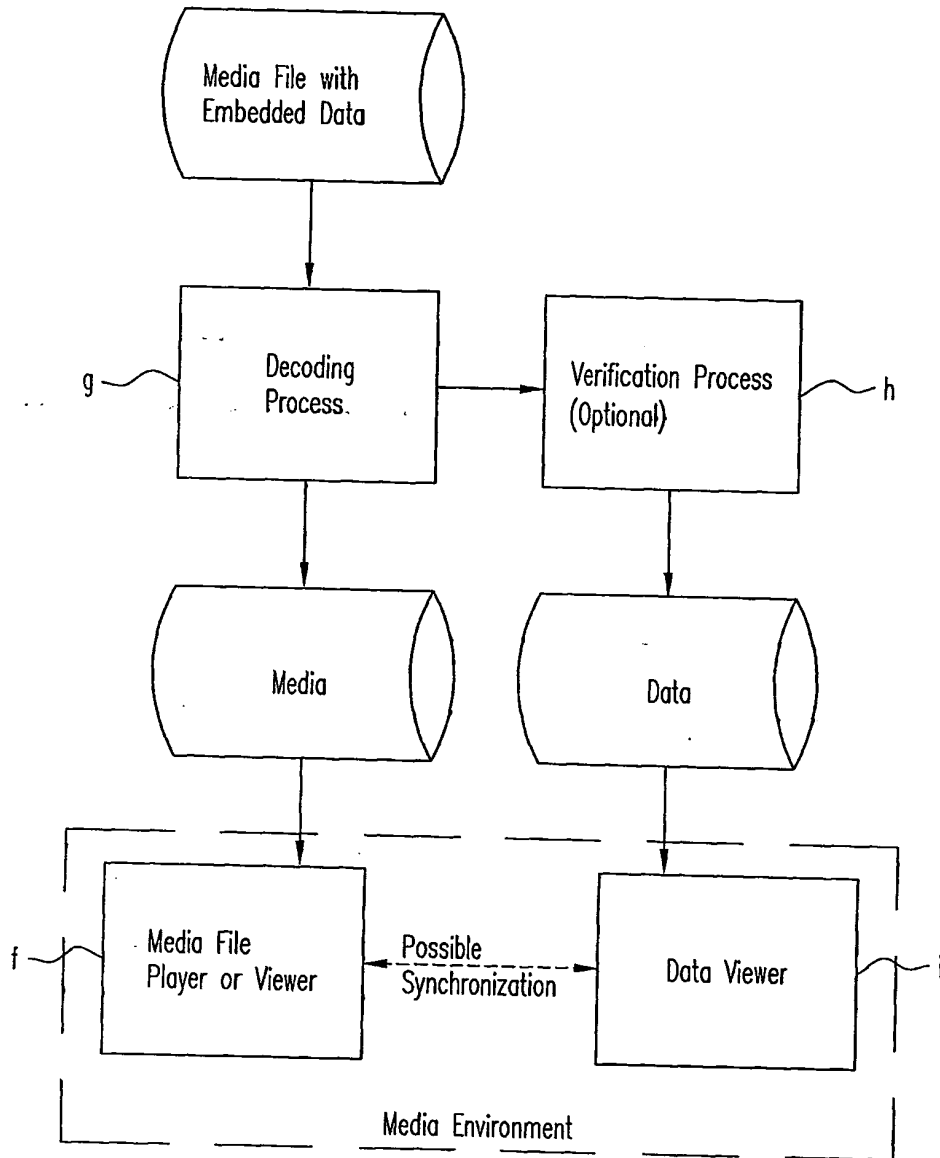 Media File with
Embedded Data
g
Decoding
Process
Verification Process
(Optional)
h
Media
Data
f
Media File
Player or Viewer
Possible
Synchronization
Data Viewer
i
Media Environment